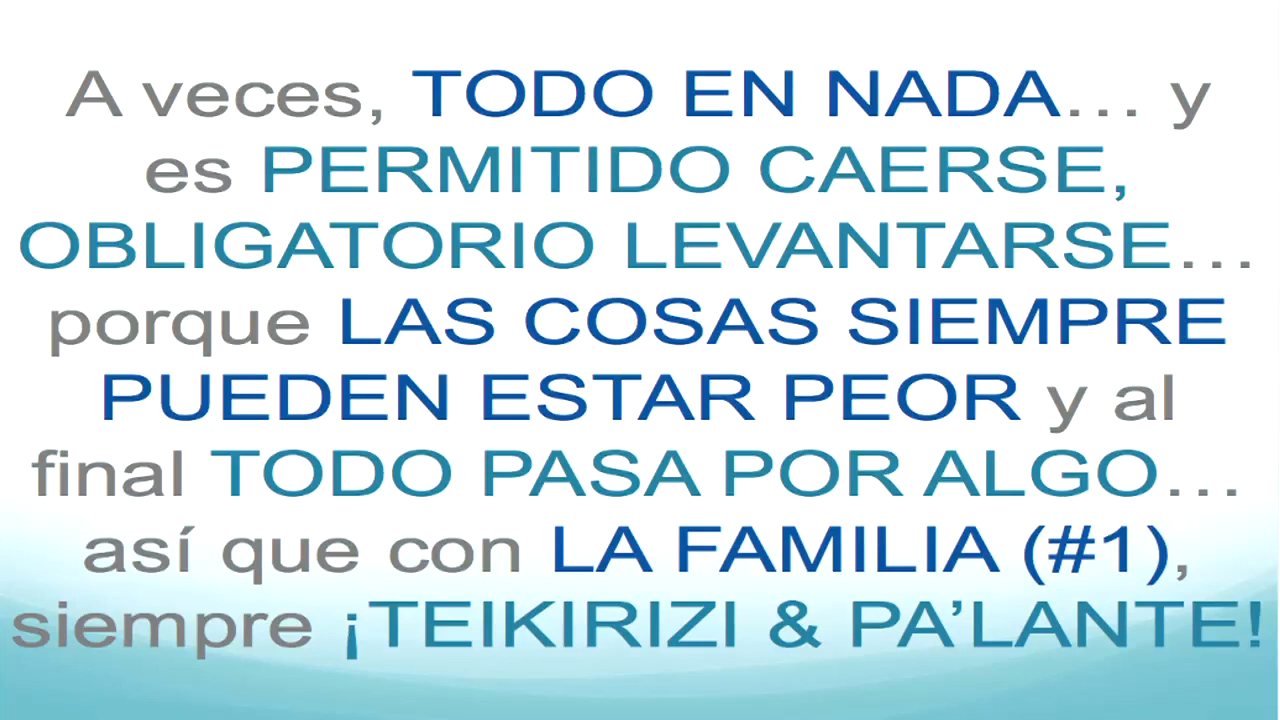 A veces, TODO EN NADA… y
es PERMITIDO CAERSE,
OBLIGATORIO LEVANTARSE…
porque LAS COSAS SIEMPRE
PUEDEN ESTAR PEOR y al
final TODO PASA POR ALGO…
así que con LA FAMILIA (#1),
siempre ¡TEIKIRIZI & PA’LANTE!